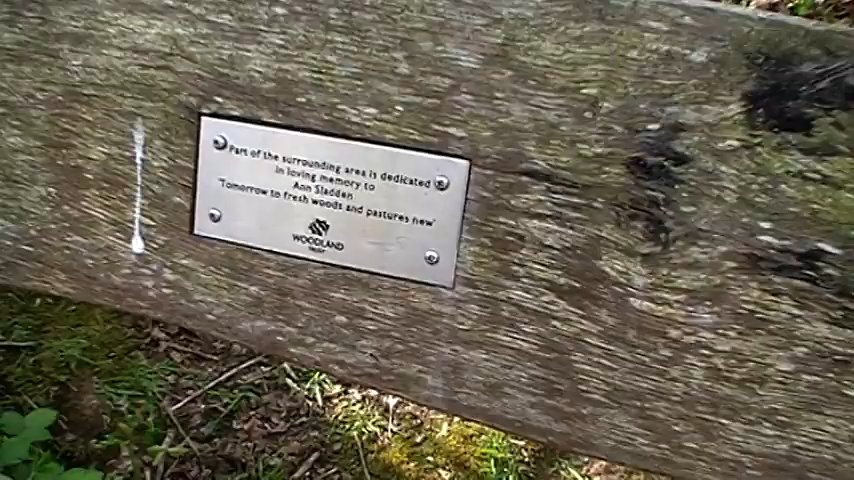 Part of the surrounding area is dedicated
in loving memory to
Ann Sladden
'Tomorrow to fresh woods and pastures new'
WOODLAND
TRUST